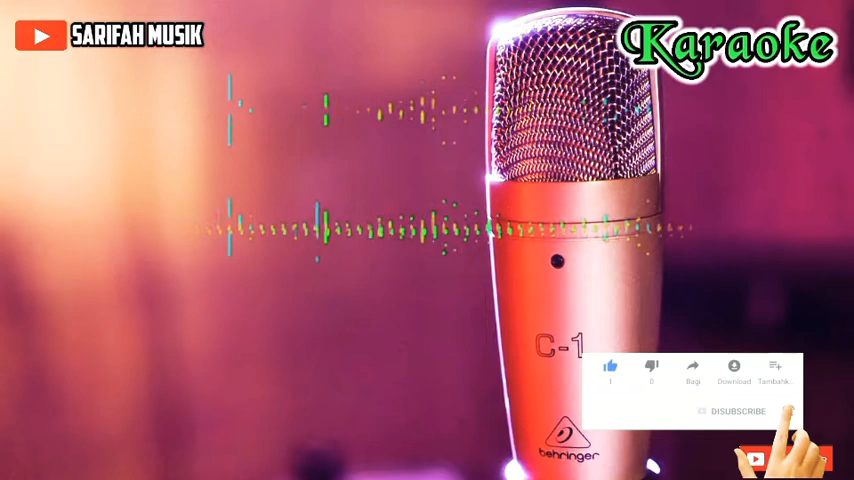 SARIFAH MUSIK
Karaoke
C-1
1
0
Bagi
Download
Tambahk...
DISUBSCRIBE
behringer